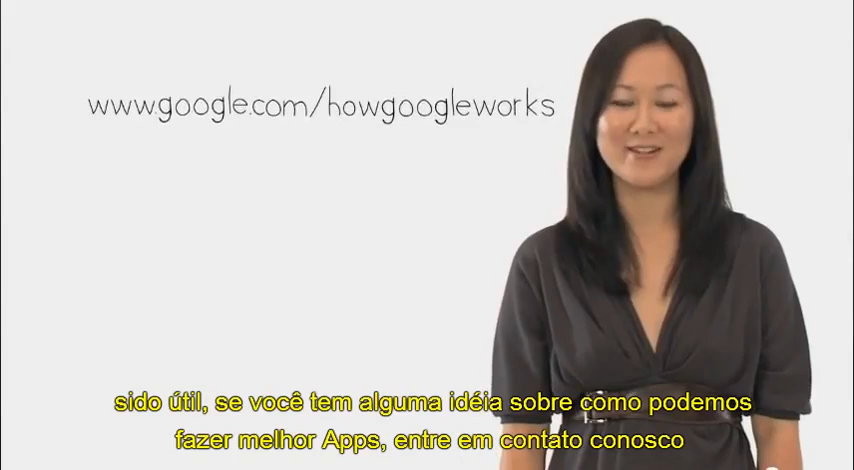 www.google.com/howgoogleworks
sido útil, se você tem alguma idéia sobre como podemos
fazer melhor Apps, entre em contato conosco